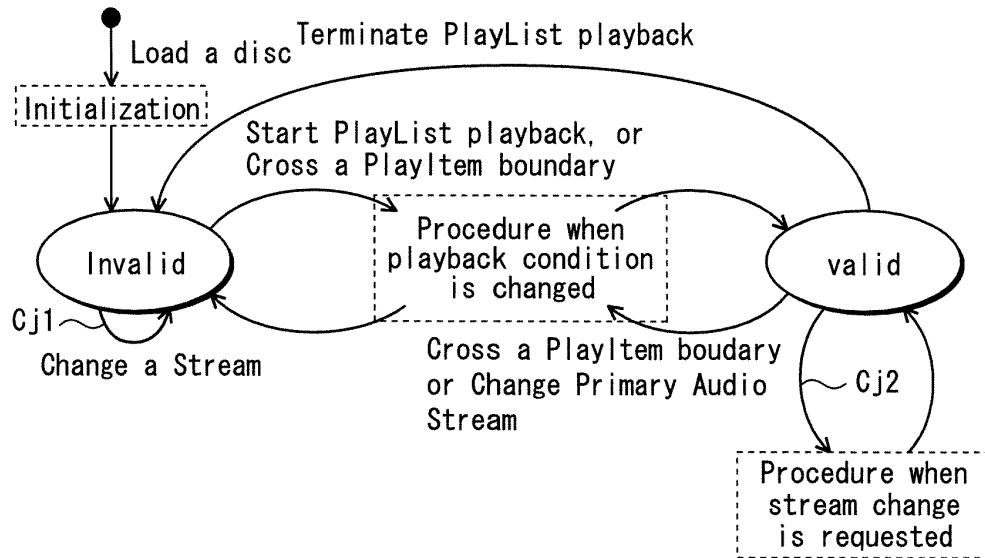 Load a disc
Terminate PlayList playback
Initialization
Start PlayList playback, or
Cross a PlayItem boundary
Procedure when
playback condition
is changed
Invalid
valid
Cj1
Change a Stream
Cross a PlayItem boudary
or Change Primary Audio
Stream
Cj2
Procedure when
stream change
is requested